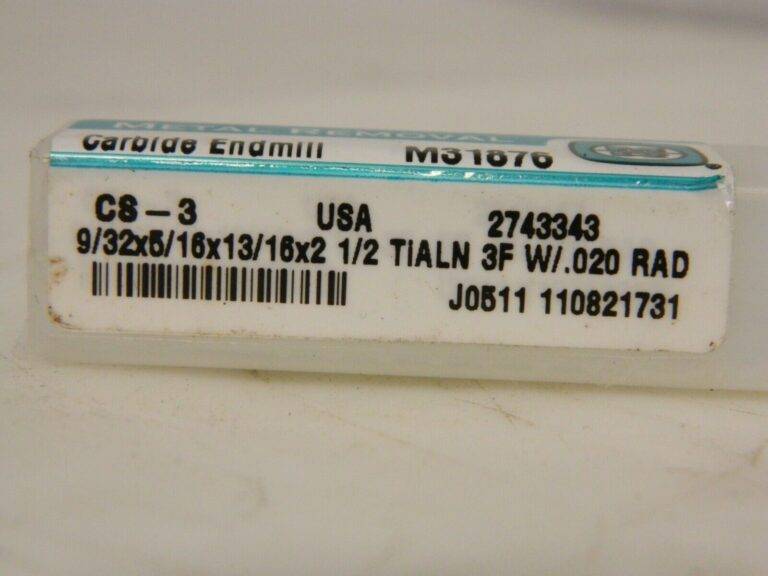 METAL REMOVAL
Carbide Endmill M31876
CS-3 USA 2743343
9/32x5/16x13/16x2 1/2 TiALN 3F W/.020 RAD
J0511 110821731